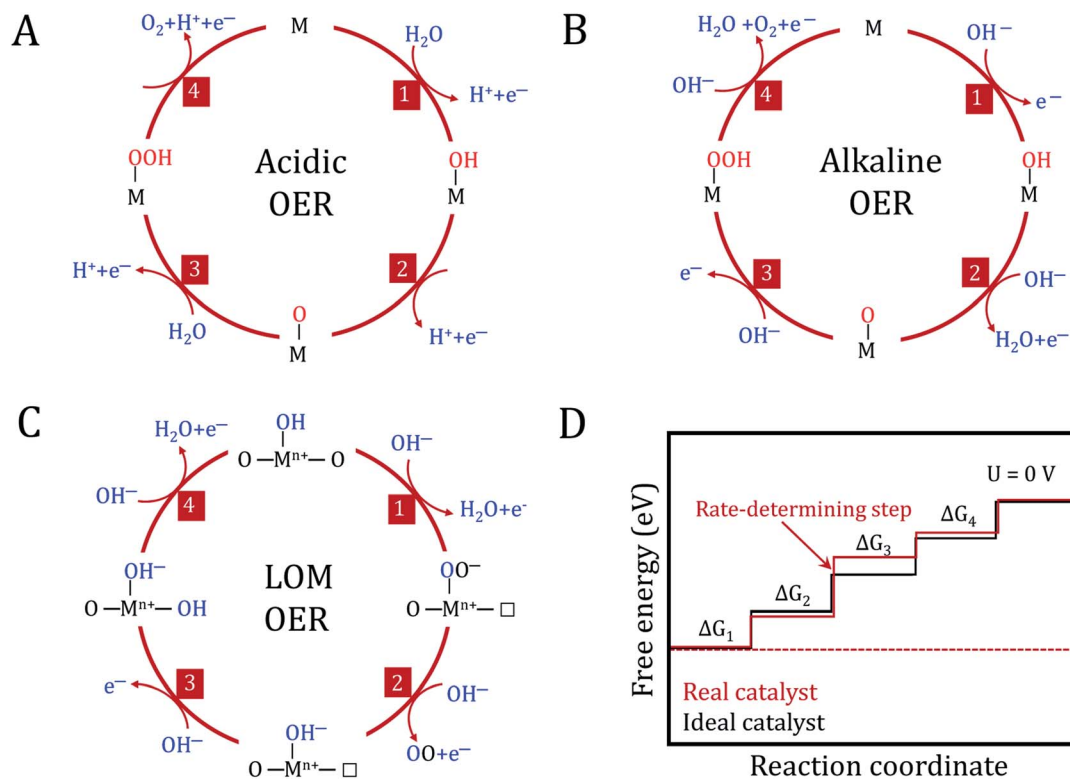 A
O₂+H⁺+e⁻
M
H₂O
4
1
H⁺+e⁻
OOH
M
Acidic
OER
OH
M
H⁺+e⁻
3
2
H₂O
O
M
H⁺+e⁻
B
H₂O +O₂+e⁻
M
OH⁻
OH⁻
4
1
e⁻
OOH
M
Alkaline
OER
OH
M
e⁻
3
2
OH⁻
OH⁻
O
M
H₂O+e⁻
C
H₂O+e⁻
OH
O—Mⁿ⁺—O
OH⁻
OH⁻
4
1
H₂O+e⁻
OH⁻
O—Mⁿ⁺—OH
LOM
OER
OO⁻
O—Mⁿ⁺—□
e⁻
3
2
OH⁻
OH⁻
OH⁻
O—Mⁿ⁺—□
OO+e⁻
D
Free energy (eV)
U = 0 V
Rate-determining step
ΔG₄
ΔG₃
ΔG₂
ΔG₁
Real catalyst
Ideal catalyst
Reaction coordinate